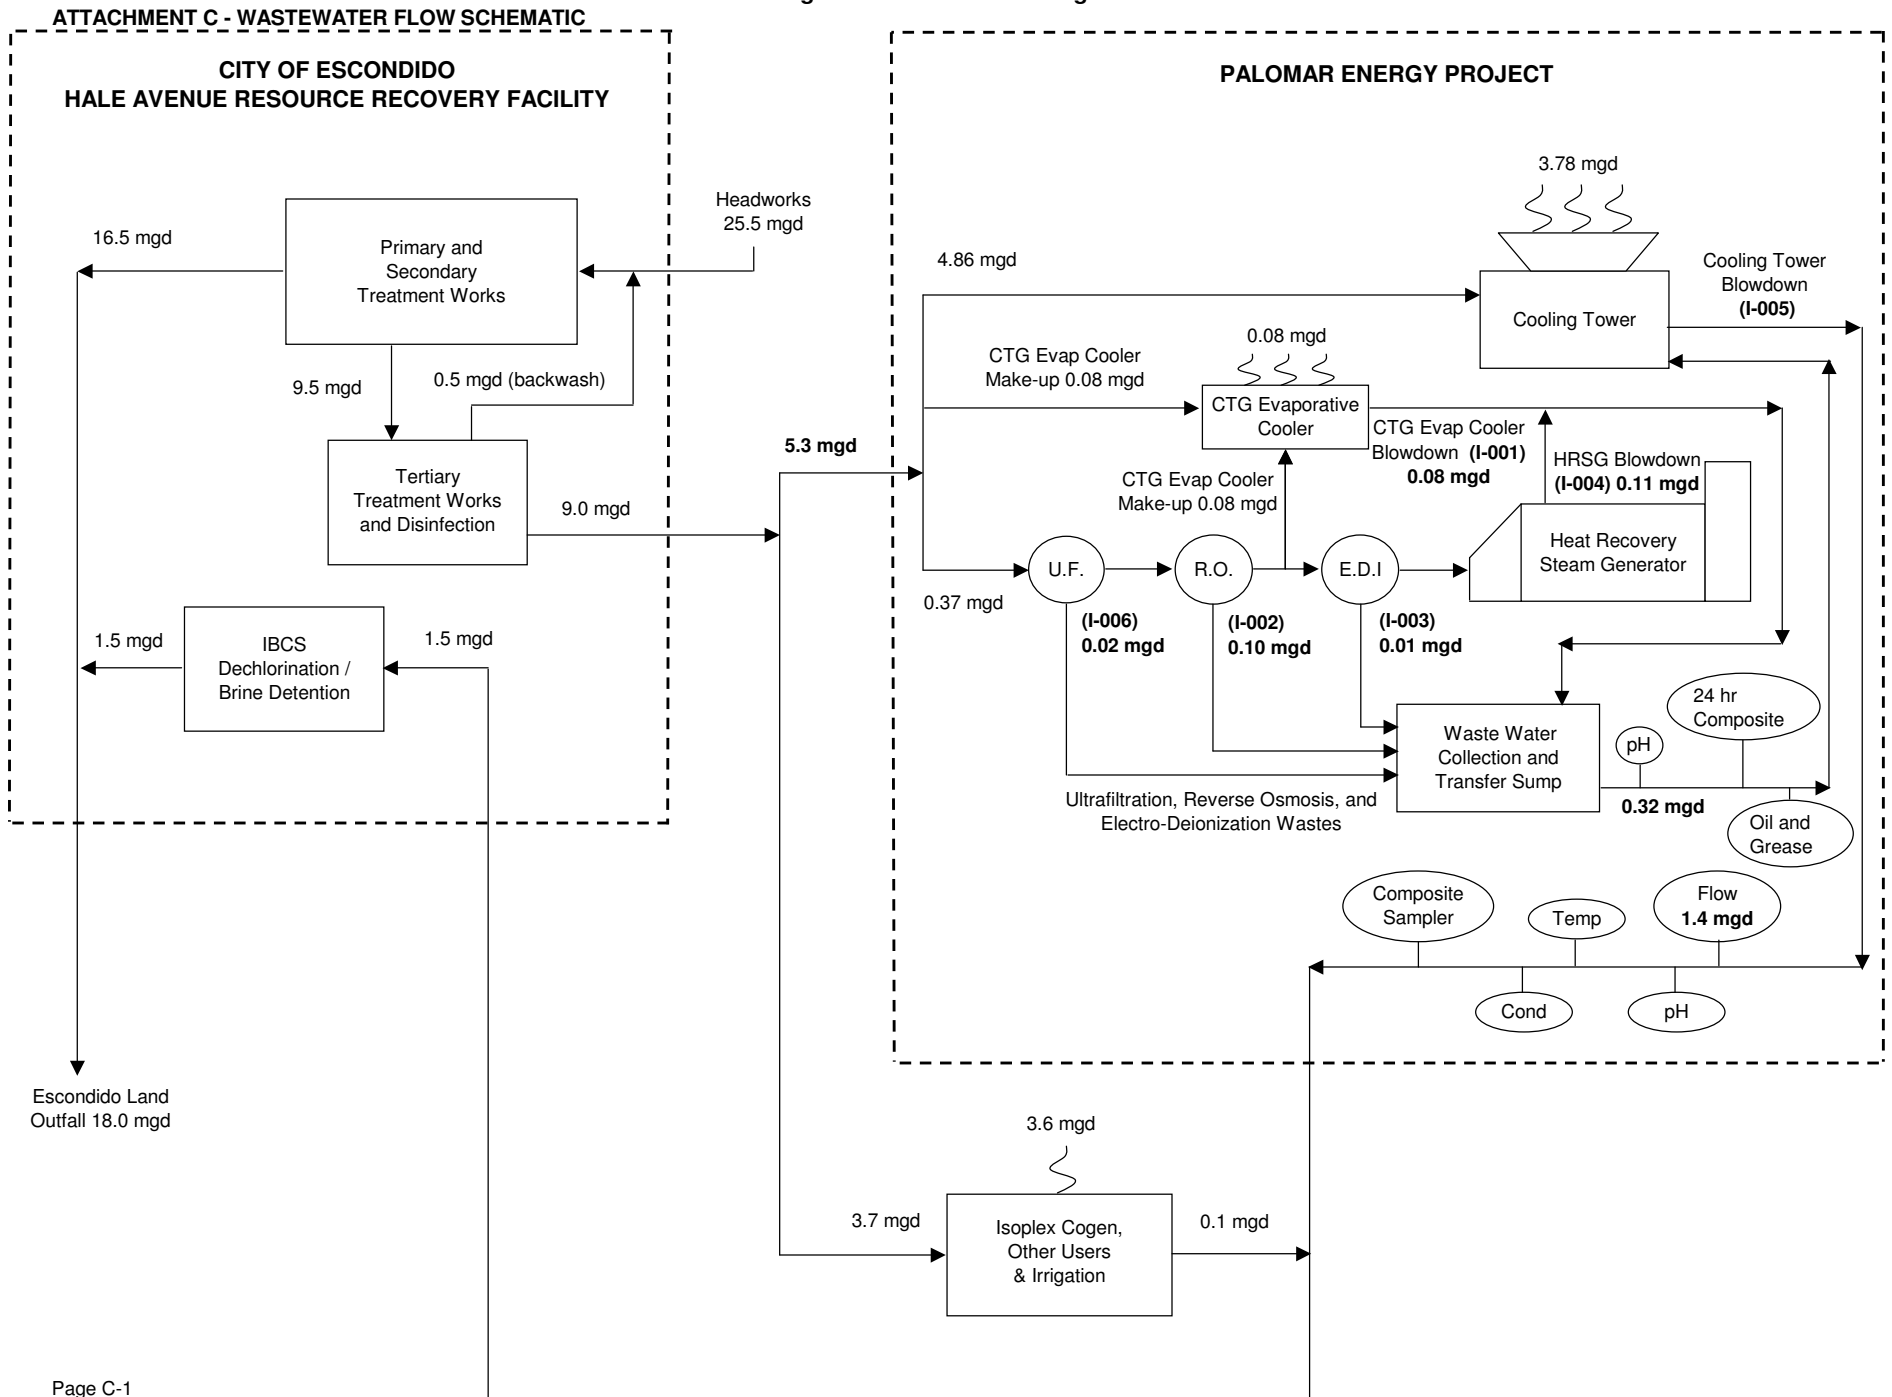 ATTACHMENT C - WASTEWATER FLOW SCHEMATIC
CITY OF ESCONDIDO
HALE AVENUE RESOURCE RECOVERY FACILITY
Headworks
25.5 mgd
16.5 mgd
Primary and
Secondary
Treatment Works
9.5 mgd
0.5 mgd (backwash)
Tertiary
Treatment Works
and Disinfection
9.0 mgd
1.5 mgd
IBCS
Dechlorination /
Brine Detention
1.5 mgd
Escondido Land
Outfall 18.0 mgd
5.3 mgd
PALOMAR ENERGY PROJECT
3.78 mgd
4.86 mgd
Cooling Tower
Cooling Tower
Blowdown
(I-005)
CTG Evap Cooler
Make-up 0.08 mgd
0.08 mgd
CTG Evaporative
Cooler
CTG Evap Cooler
Blowdown (I-001)
0.08 mgd
HRSG Blowdown
(I-004) 0.11 mgd
CTG Evap Cooler
Make-up 0.08 mgd
0.37 mgd
U.F.
R.O.
E.D.I
Heat Recovery
Steam Generator
(I-006)
0.02 mgd
(I-002)
0.10 mgd
(I-003)
0.01 mgd
Waste Water
Collection and
Transfer Sump
pH
24 hr
Composite
0.32 mgd
Oil and
Grease
Ultrafiltration, Reverse Osmosis, and
Electro-Deionization Wastes
Composite
Sampler
Temp
Flow
1.4 mgd
Cond
pH
3.6 mgd
3.7 mgd
Isoplex Cogen,
Other Users
& Irrigation
0.1 mgd
Page C-1